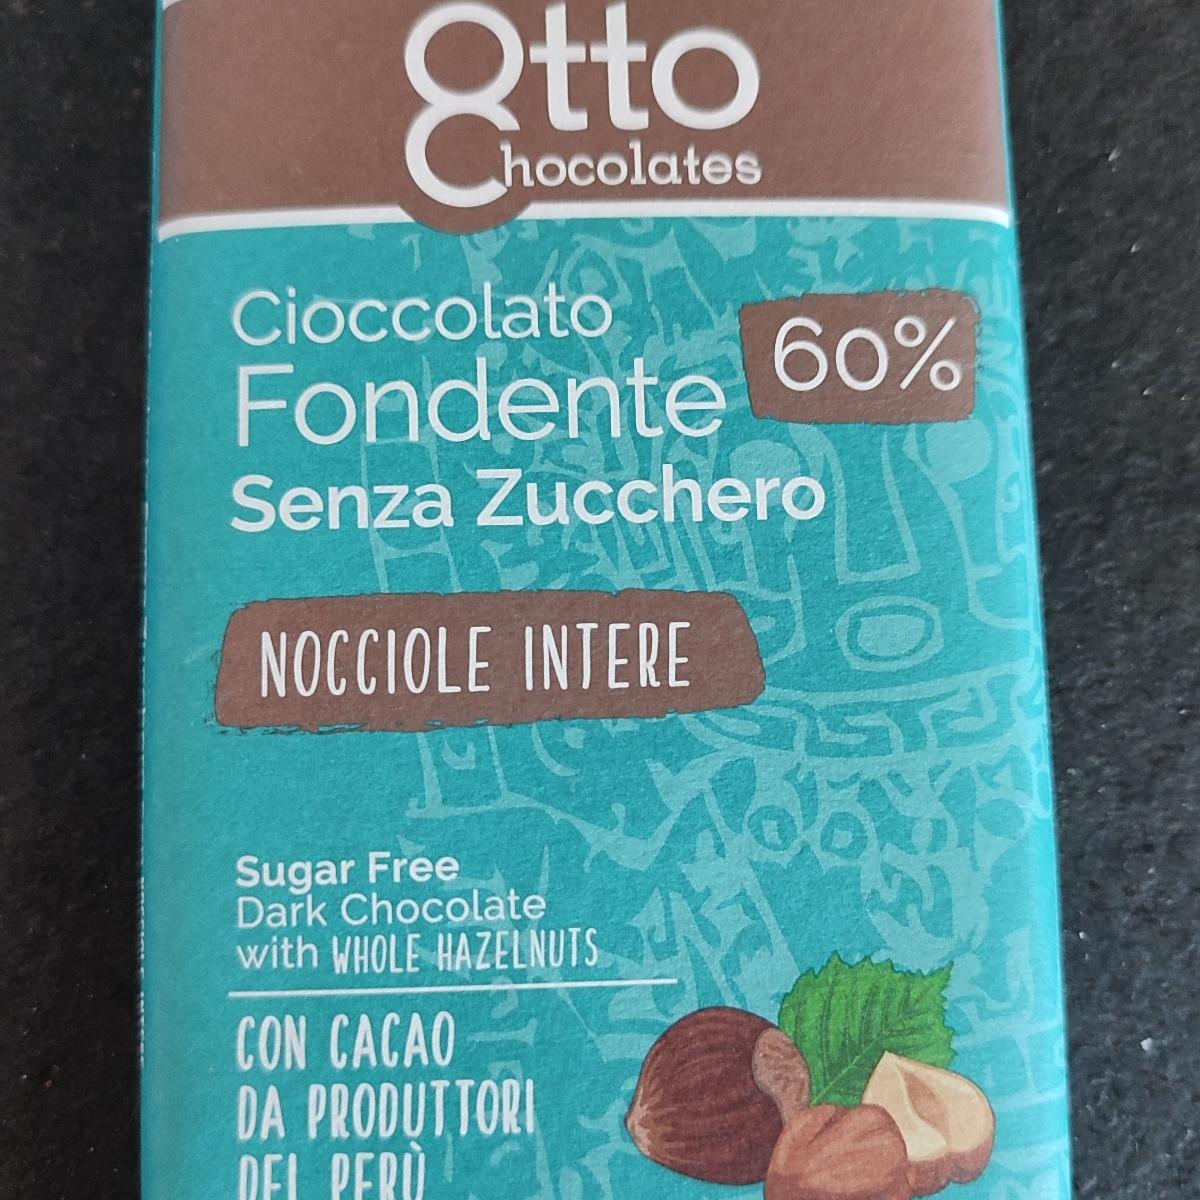 8tto
Chocolates
Cioccolato
Fondente
60%
Senza Zucchero
NOCCIOLE INTERE
Sugar Free
Dark Chocolate
with WHOLE HAZELNUTS
CON CACAO
DA PRODUTTORI
DEL PERÙ